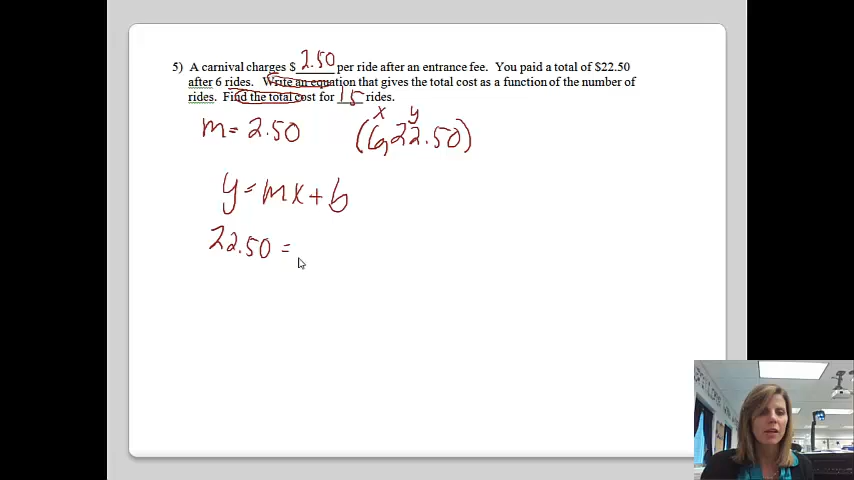 5) A carnival charges $ 2.50 per ride after an entrance fee. You paid a total of $22.50
after 6 rides. Write an equation that gives the total cost as a function of the number of
rides. Find the total cost for 15 rides.
x y
m = 2.50 (6, 22.50)
y = mx + b
22.50 =